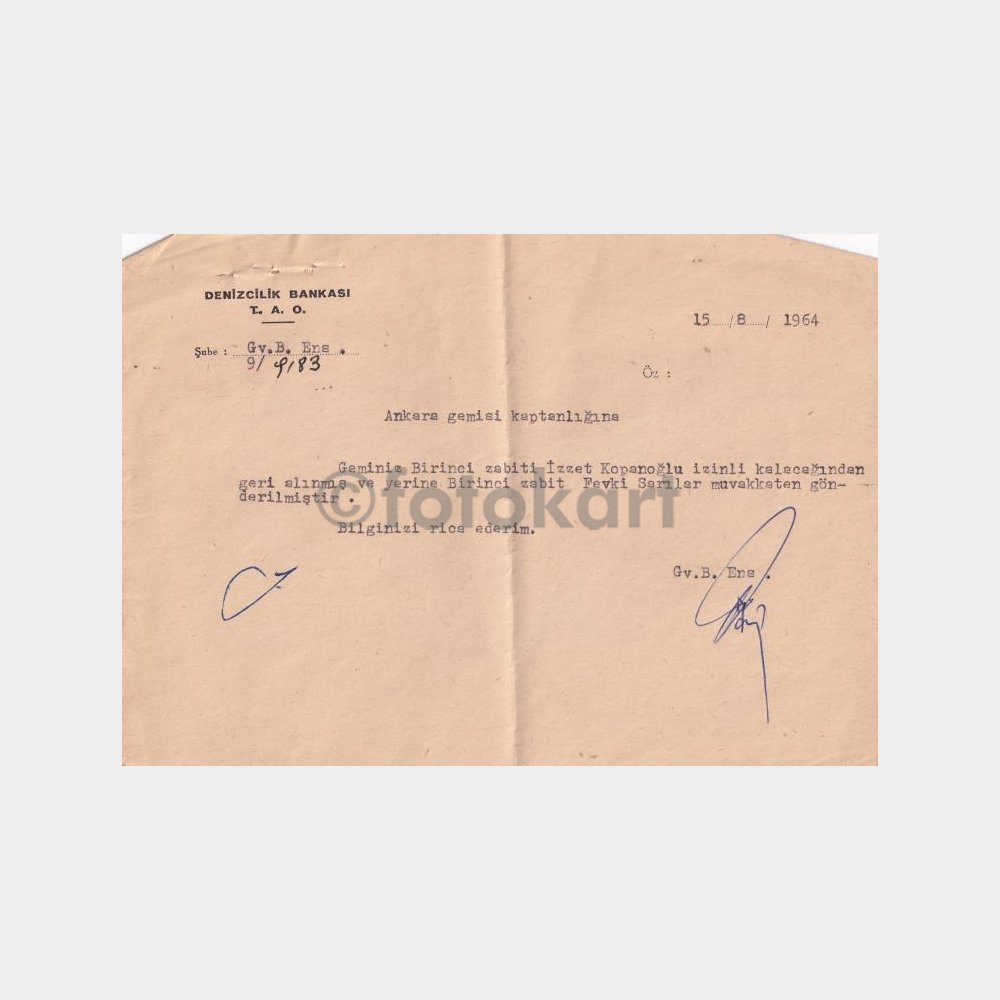 DENİZCİLİK BANKASI
T. A. O.
15 / 8 / 1964
Şube : Gv.B. Ens .
9/ 9183
Öz :
Ankara gemisi kaptanlığına
Geminiz Birinci zabiti İzzet Kopanoğlu izinli kalacağından
geri alınmış ve yerine Birinci zabit Fevki Sarılar muvakkaten gön-
derilmiştir .
©fotokart
Bilginizi rica ederim.
Gv.B. Ens .